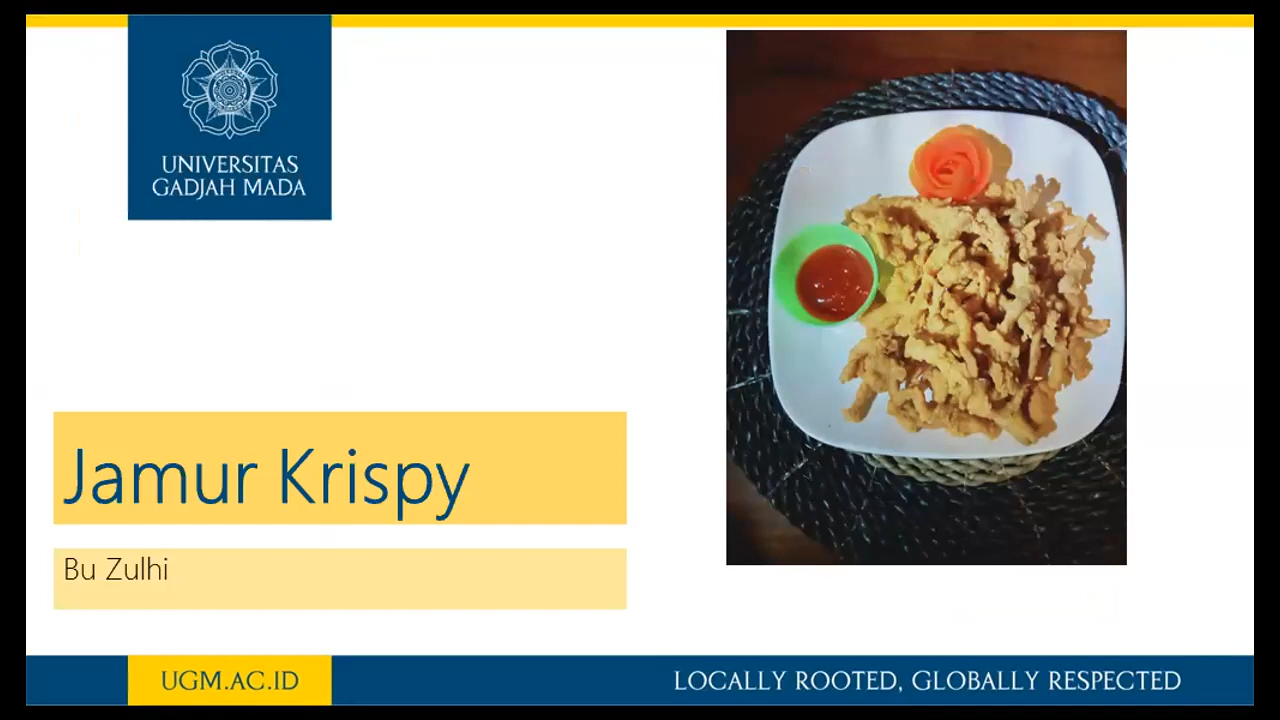 UNIVERSITAS
GADJAH MADA
Jamur Krispy
Bu Zulhi
UGM.AC.ID
LOCALLY ROOTED, GLOBALLY RESPECTED